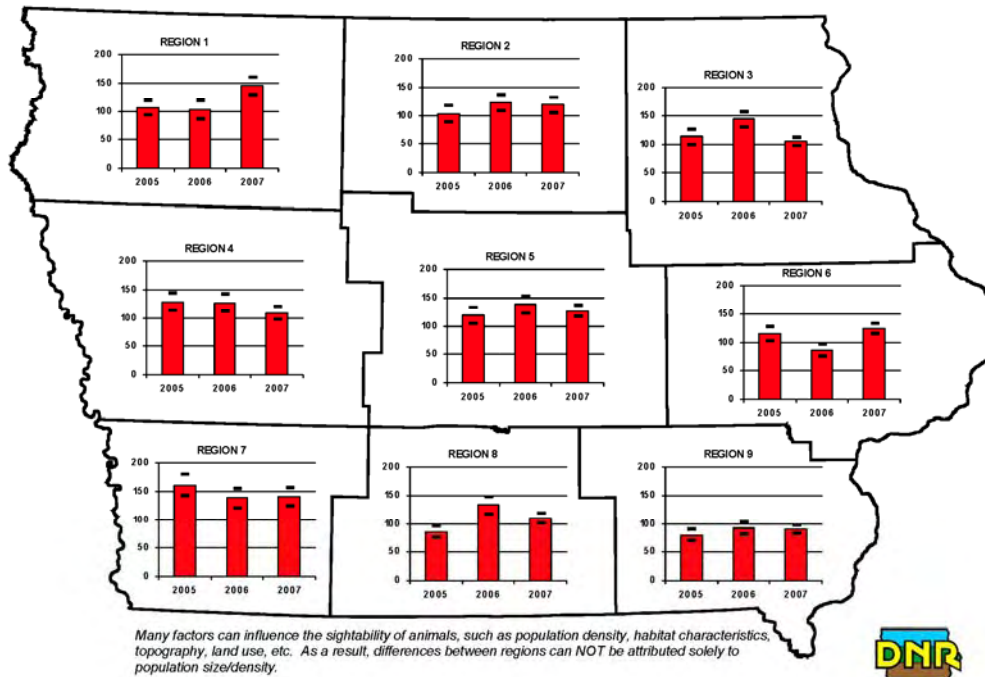 REGION 1
200
150
100
50
0
2005 2006 2007
REGION 2
200
150
100
50
0
2005 2006 2007
REGION 3
200
150
100
50
0
2005 2006 2007
REGION 4
200
150
100
50
0
2005 2006 2007
REGION 5
200
150
100
50
0
2005 2006 2007
REGION 6
200
150
100
50
0
2005 2006 2007
REGION 7
200
150
100
50
0
2005 2006 2007
REGION 8
200
150
100
50
0
2005 2006 2007
REGION 9
200
150
100
50
0
2005 2006 2007
Many factors can influence the sightability of animals, such as population density, habitat characteristics,
topography, land use, etc. As a result, differences between regions can NOT be attributed solely to
population size/density.
DNR